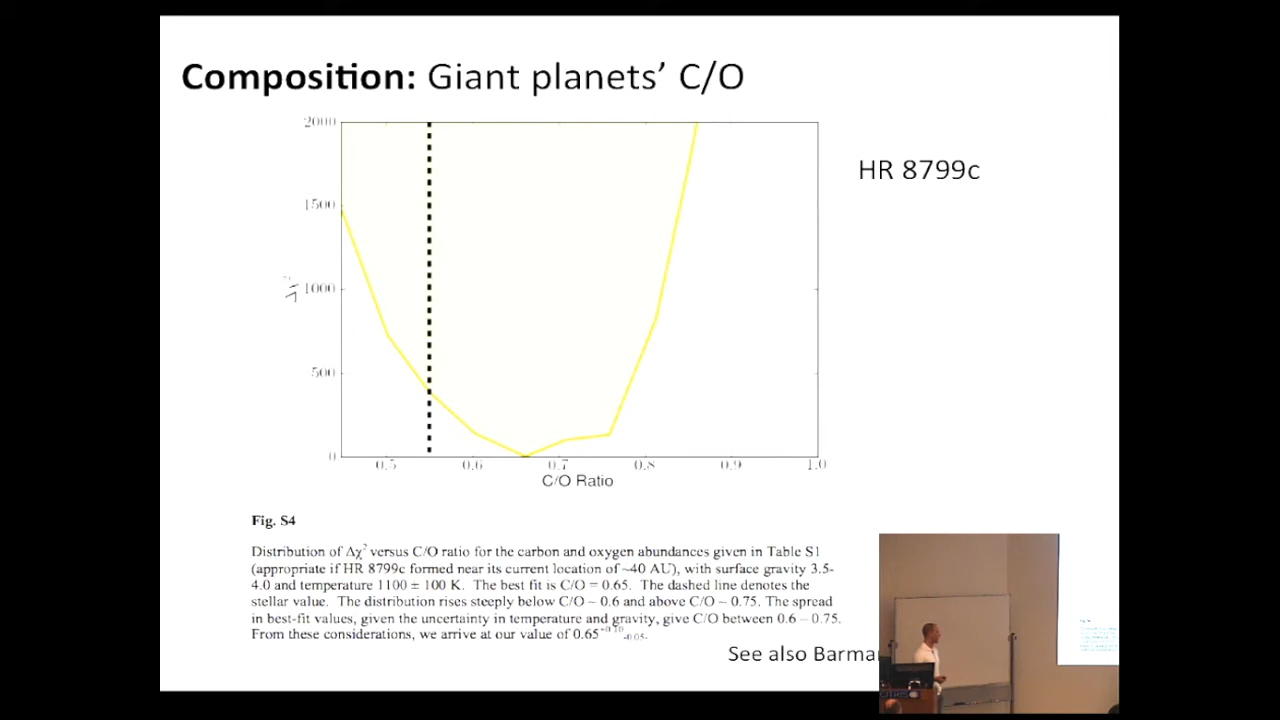 Composition: Giant planets' C/O
HR 8799c
2000
1500
1000
500
0
0.5 0.6 0.7 0.8 0.9 1.0
C/O Ratio
Fig. S4
Distribution of Δχ² versus C/O ratio for the carbon and oxygen abundances given in Table S1
(appropriate if HR 8799c formed near its current location of ~40 AU), with surface gravity 3.5-
4.0 and temperature 1100 ± 100 K. The best fit is C/O = 0.65. The dashed line denotes the
stellar value. The distribution rises steeply below C/O ~ 0.6 and above C/O ~ 0.75. The spread
in best-fit values, given the uncertainty in temperature and gravity, give C/O between 0.6 – 0.75.
From these considerations, we arrive at our value of 0.65 +0.10 -0.05.
See also Barma
CITRIS